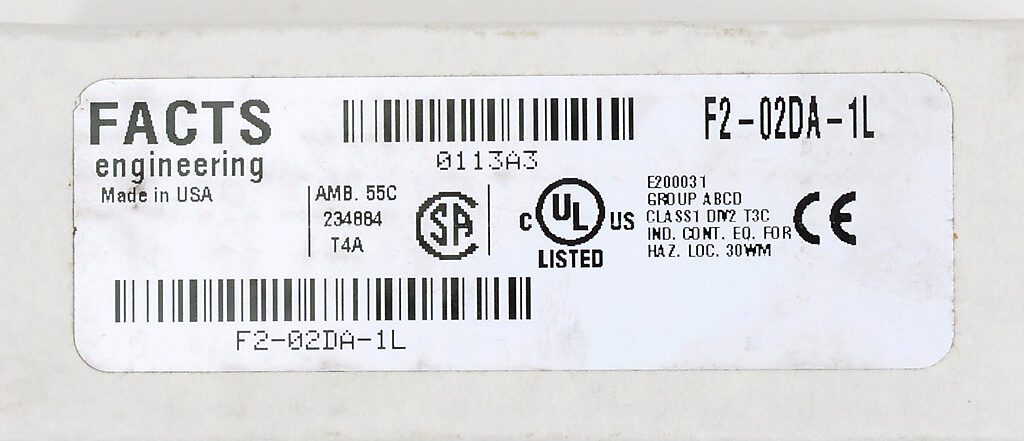 FACTS
engineering
Made in USA
0113A3
F2-02DA-1L
AMB. 55C
234884
T4A
SA
C UL US
LISTED
E200031
GROUP ABCD
CLASS1 DIV2 T3C
IND. CONT. EQ. FOR
HAZ. LOC. 30WM
CE
F2-02DA-1L